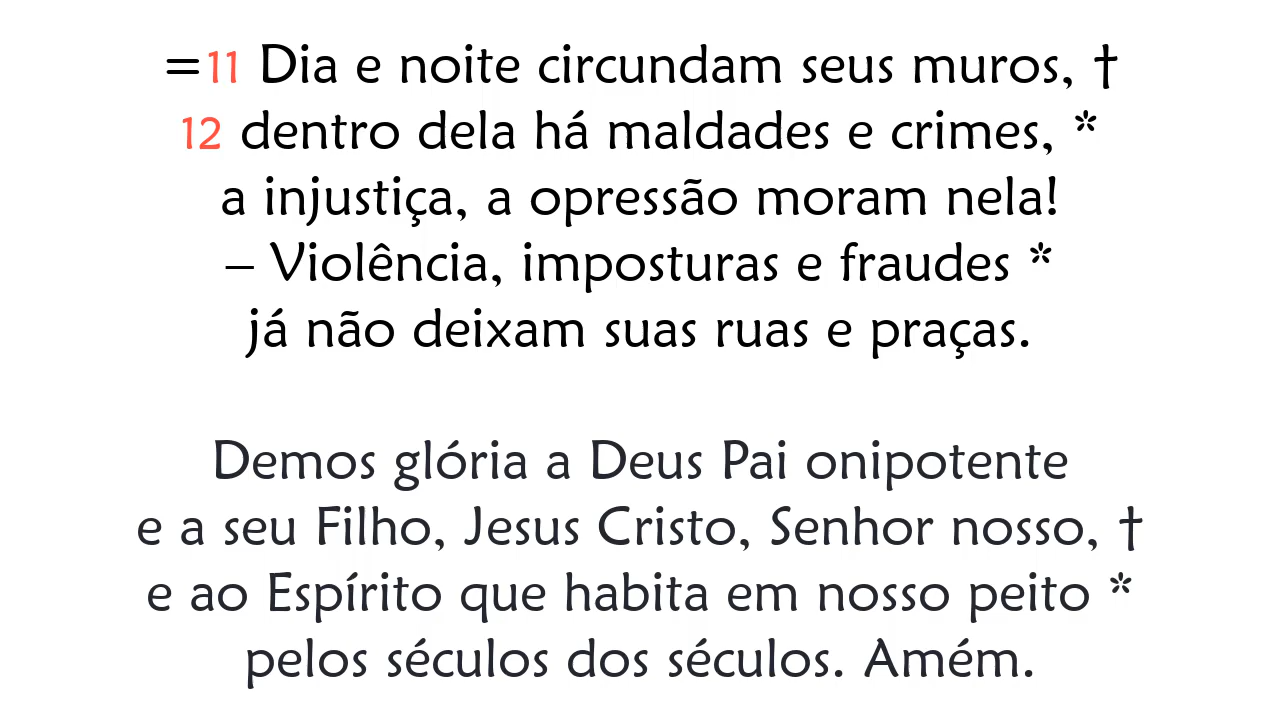 =11 Dia e noite circundam seus muros, †
12 dentro dela há maldades e crimes, *
a injustiça, a opressão moram nela!
– Violência, imposturas e fraudes *
já não deixam suas ruas e praças.
Demos glória a Deus Pai onipotente
e a seu Filho, Jesus Cristo, Senhor nosso, †
e ao Espírito que habita em nosso peito *
pelos séculos dos séculos. Amém.